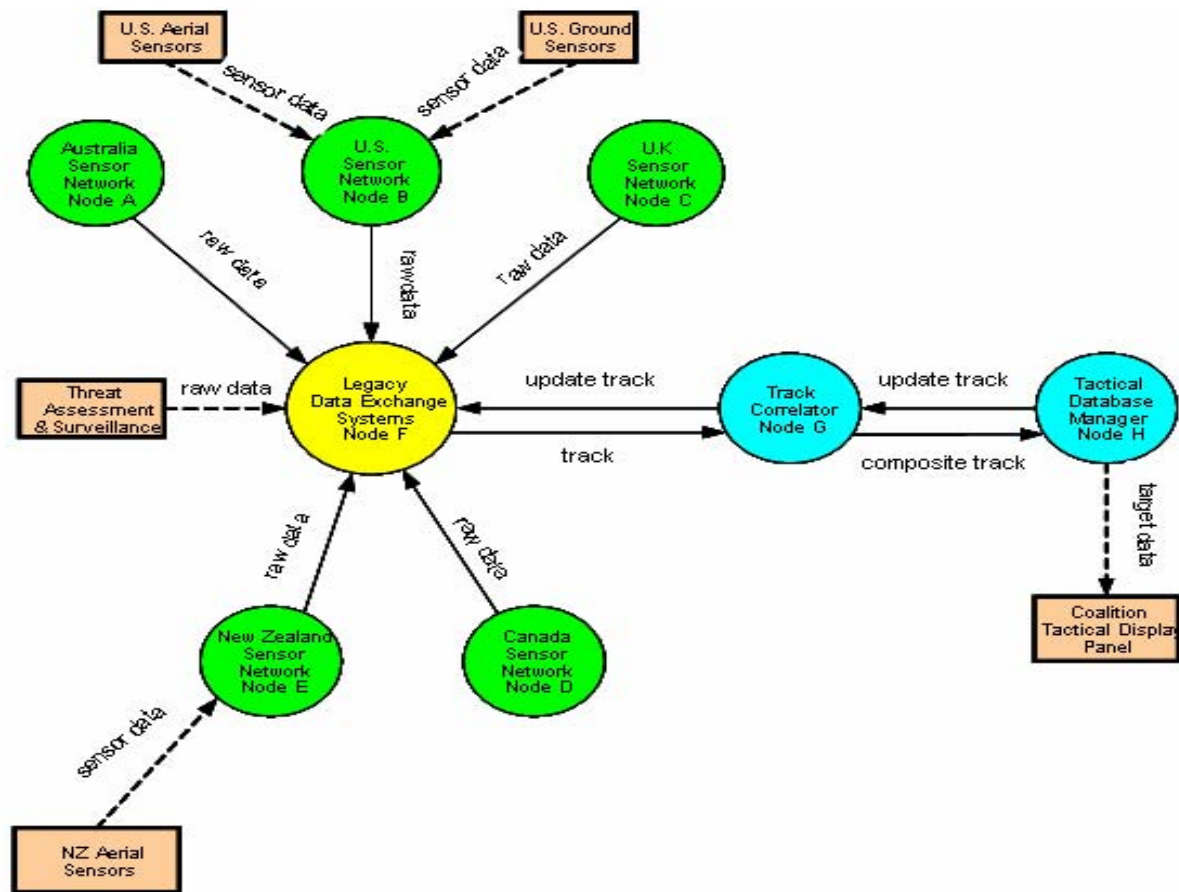 U.S. Aerial
Sensors
U.S. Ground
Sensors
sensor data
sensor data
Australia
Sensor
Network
Node A
U.S.
Sensor
Network
Node B
U.K
Sensor
Network
Node C
raw data
rawdata
raw data
Threat
Assessment
& Surveillance
raw data
Legacy
Data Exchange
Systems
Node F
update track
track
Track
Correlator
Node G
update track
composite track
Tactical
Database
Manager
Node H
target data
raw data
raw data
New Zealand
Sensor
Network
Node E
Canada
Sensor
Network
Node D
Coalition
Tactical Display
Panel
sensor data
NZ Aerial
Sensors